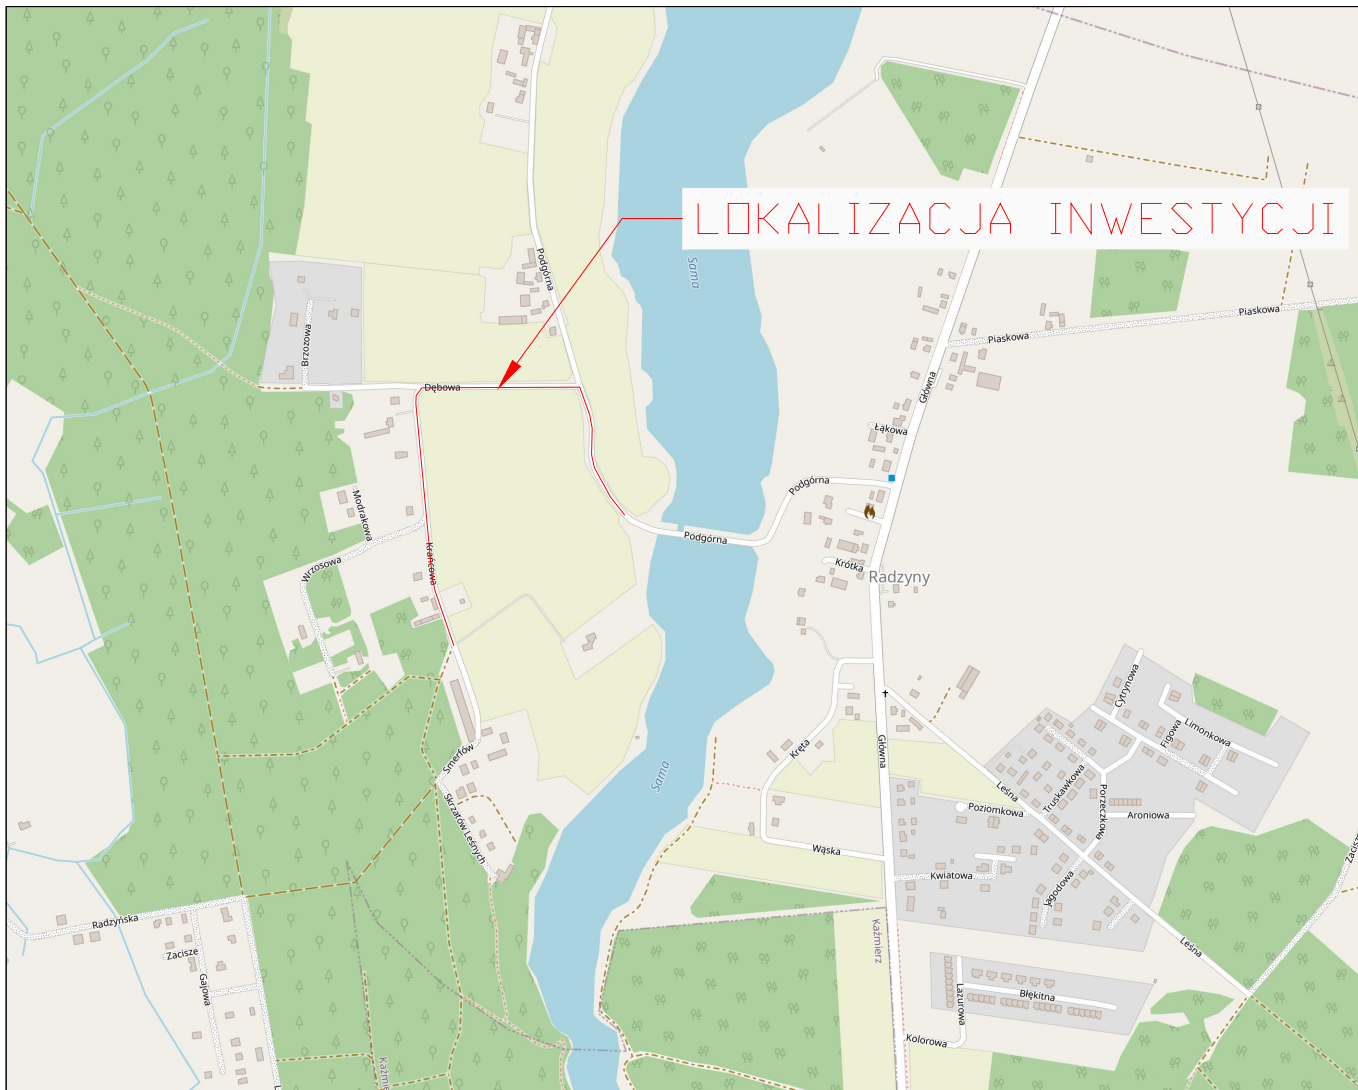 LOKALIZACJA INWESTYCJI
Podgórna
Sama
Brzozowa
Piaskowa
Piaskowa
Dębowa
Główna
Łąkowa
Podgórna
Modrakowa
Podgórna
Krańcowa
Wrzosowa
Krótka
Radzyny
Cytrynowa
Limonkowa
Figowa
Główna
Kręta
Smerfów
Sama
Leśna
Truskawkowa
Porzeczkowa
Poziomkowa
Aroniowa
Skrzatów Leśnych
Wąska
Kwiatowa
Jagodowa
Zacisze
Radzyńska
Kaźmierz
Leśna
Zacisze
Gajowa
Lazurowa
Błękitna
Kolorowa